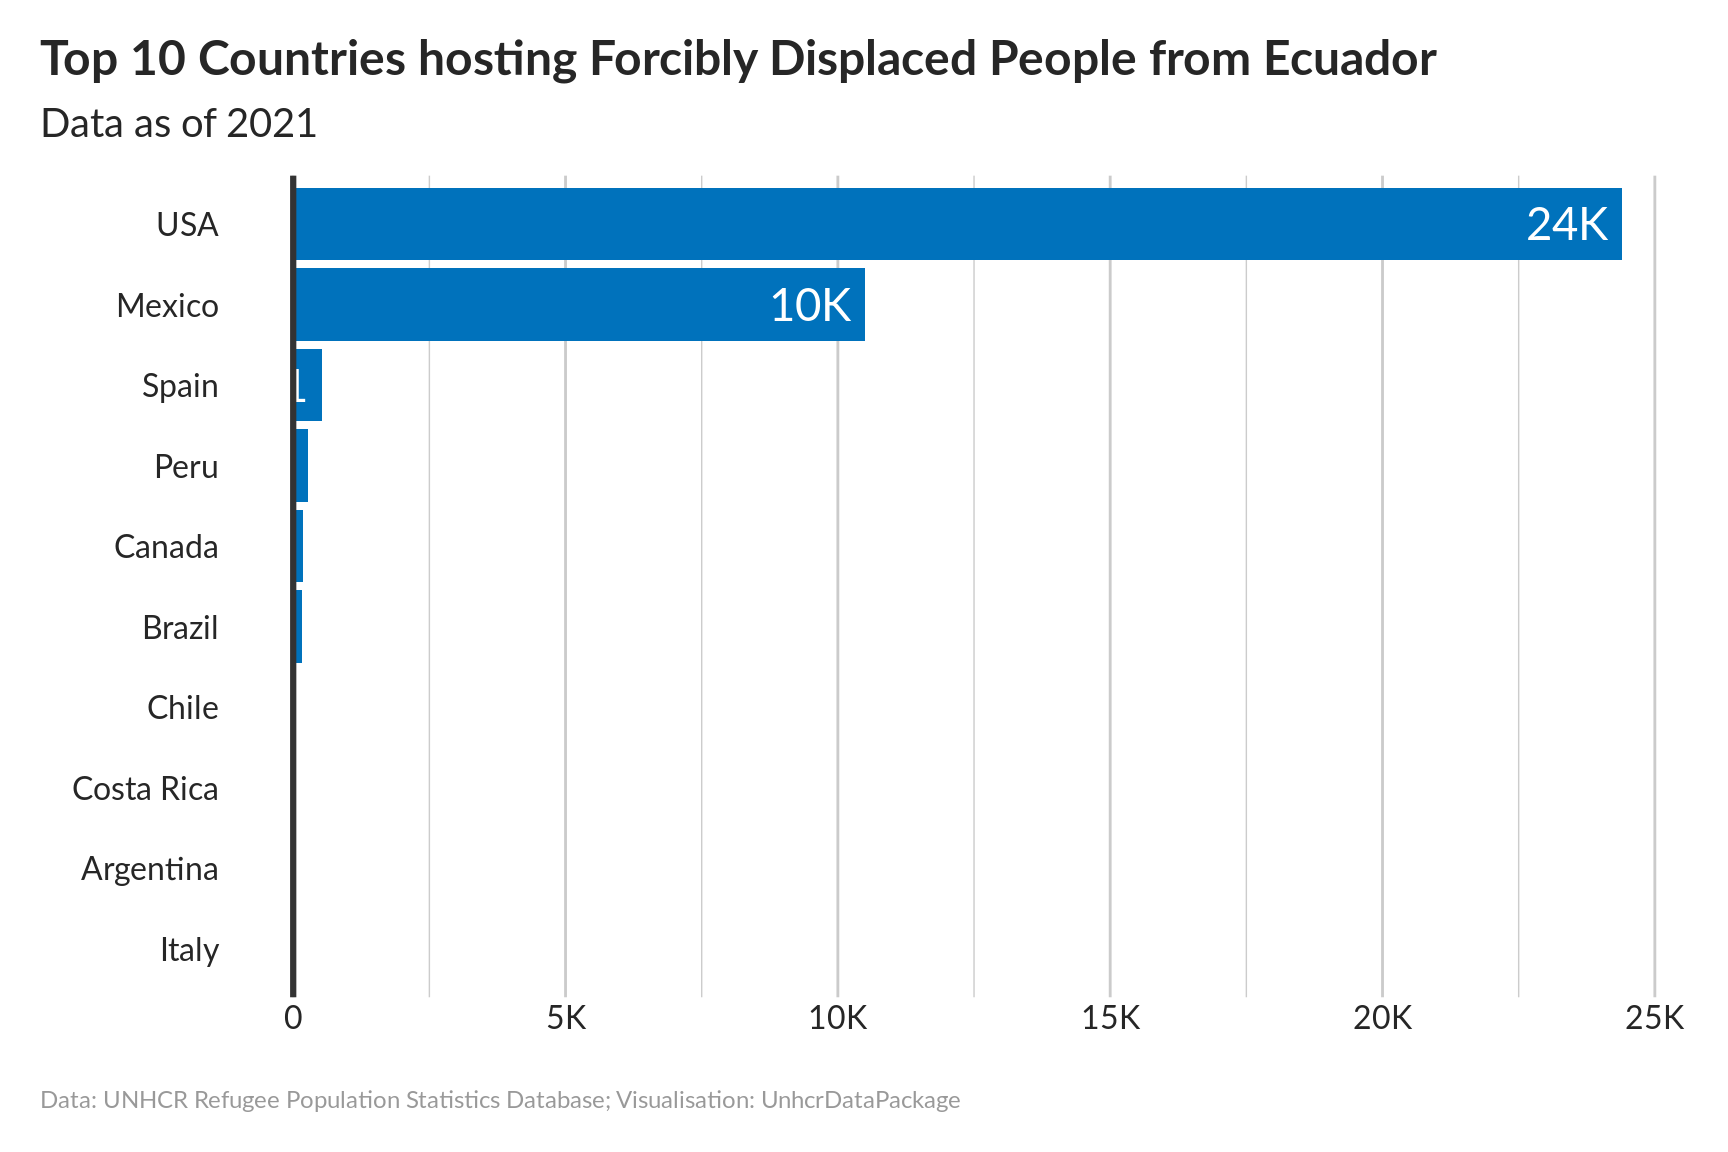 Top 10 Countries hosting Forcibly Displaced People from Ecuador
Data as of 2021
USA 24K
Mexico 10K
Spain
Peru
Canada
Brazil
Chile
Costa Rica
Argentina
Italy
0 5K 10K 15K 20K 25K
Data: UNHCR Refugee Population Statistics Database; Visualisation: UnhcrDataPackage